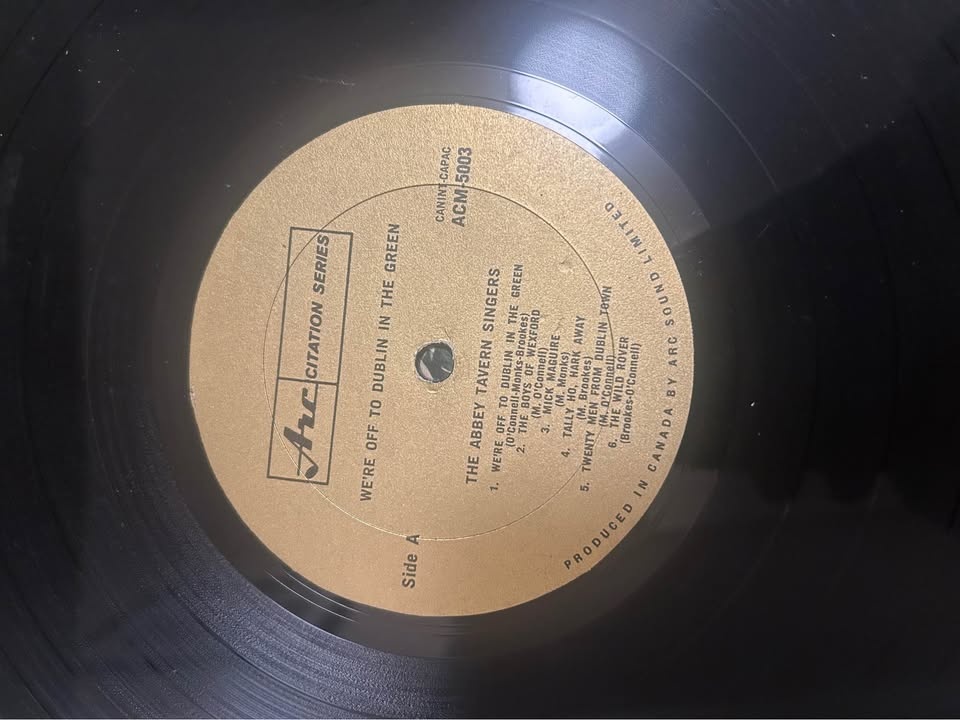 Arc CITATION SERIES
WE'RE OFF TO DUBLIN IN THE GREEN
CANINT-CAPAC
Side A
ACM-5003
THE ABBEY TAVERN SINGERS
1. WE'RE OFF TO DUBLIN IN THE GREEN
(O'Connell-Monks-Brookes)
2. THE BOYS OF WEXFORD
(M. O'Connell)
3. MICK MAGUIRE
(M. Monks)
4. TALLY HO, HARK AWAY
(M. Brookes)
5. TWENTY MEN FROM DUBLIN TOWN
(M. O'Connell)
6. THE WILD ROVER
(Brookes-O'Connell)
PRODUCED IN CANADA BY ARC SOUND LIMITED